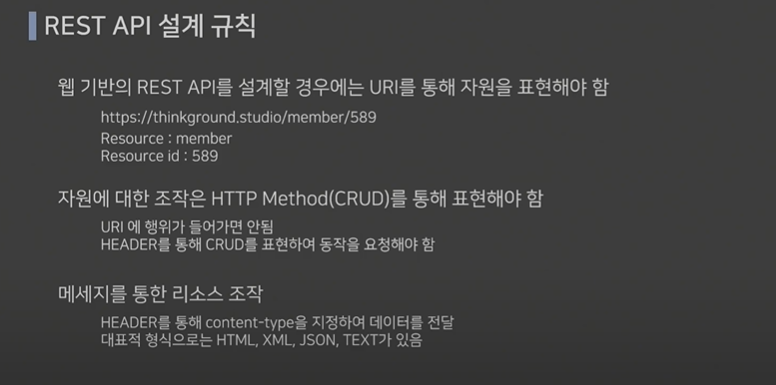 REST API 설계 규칙
웹 기반의 REST API를 설계할 경우에는 URI를 통해 자원을 표현해야 함
https://thinkground.studio/member/589
Resource : member
Resource id : 589
자원에 대한 조작은 HTTP Method(CRUD)를 통해 표현해야 함
URI 에 행위가 들어가면 안됨
HEADER를 통해 CRUD를 표현하여 동작을 요청해야 함
메세지를 통한 리소스 조작
HEADER를 통해 content-type을 지정하여 데이터를 전달
대표적 형식으로는 HTML, XML, JSON, TEXT가 있음